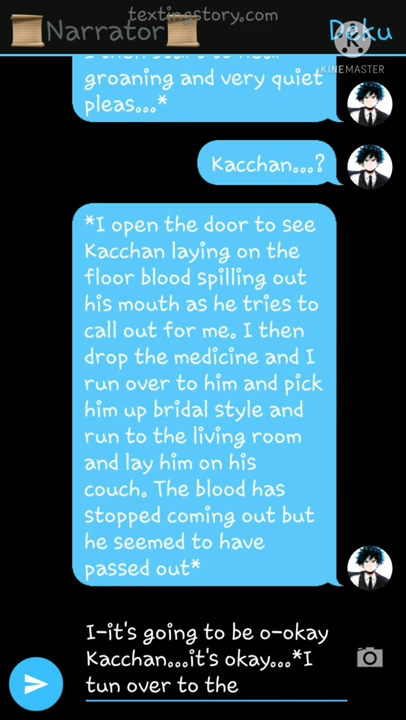 textingstory.com
Narrator
Deku
KINEMASTER
groaning and very quiet
pleas...*
Kacchan...?
*I open the door to see
Kacchan laying on the
floor blood spilling out
his mouth as he tries to
call out for me. I then
drop the medicine and I
run over to him and pick
him up bridal style and
run to the living room
and lay him on his
couch. The blood has
stopped coming out but
he seemed to have
passed out*
I-it's going to be o-okay
Kacchan...it's okay...*I
tun over to the